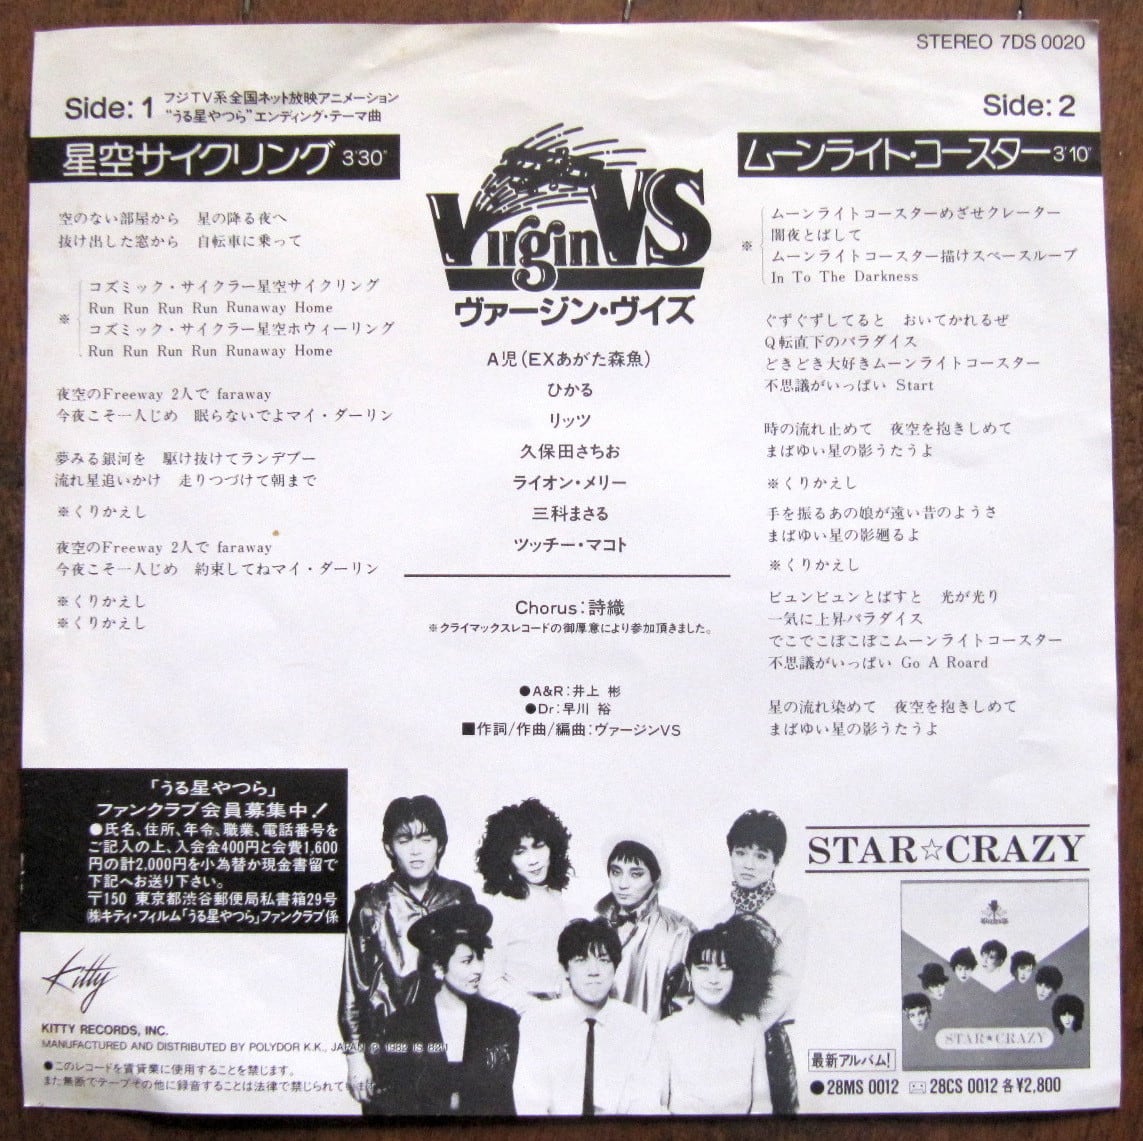 STEREO 7DS 0020
Side: 1
フジTV系全国ネット放映アニメーション
"うる星やつら"エンディング・テーマ曲
星空サイクリング 3'30"
空のない部屋から 星の降る夜へ
抜け出した窓から 自転車に乗って
※
コズミック・サイクラー星空サイクリング
Run Run Run Run Runaway Home
コズミック・サイクラー星空ホウィーリング
Run Run Run Run Runaway Home
夜空のFreeway 2人で faraway
今夜こそ一人じめ 眠らないでよマイ・ダーリン
夢みる銀河を 駆け抜けてランデブー
流れ星追いかけ 走りつづけて朝まで
※くりかえし
夜空のFreeway 2人で faraway
今夜こそ一人じめ 約束してねマイ・ダーリン
※くりかえし
※くりかえし
Virgin VS
ヴァージン・ヴイズ
A児(EXあがた森魚)
ひかる
リッツ
久保田さちお
ライオン・メリー
三科まさる
ツッチー・マコト
Chorus:詩織
※クライマックスレコードの御厚意により参加頂きました。
●A&R:井上 彬
●Dr:早川 裕
■作詞/作曲/編曲:ヴァージンVS
Side: 2
ムーンライト・コースター 3'10"
※
ムーンライトコースターめざせクレーター
闇夜とばして
ムーンライトコースター描けスペースループ
In To The Darkness
ぐずぐずしてると おいてかれるぜ
Q転直下のパラダイス
どきどき大好きムーンライトコースター
不思議がいっぱい Start
時の流れ止めて 夜空を抱きしめて
まばゆい星の影うたうよ
※くりかえし
手を振るあの娘が遠い昔のようさ
まばゆい星の影廻るよ
※くりかえし
ビュンビュンとばすと 光が光り
一気に上昇パラダイス
でこでこぼこぼこムーンライトコースター
不思議がいっぱい Go A Roard
星の流れ染めて 夜空を抱きしめて
まばゆい星の影うたうよ
「うる星やつら」
ファンクラブ会員募集中!
●氏名、住所、年令、職業、電話番号を
ご記入の上、入会金400円と会費1,600
円の計2,000円を小為替か現金書留で
下記へお送り下さい。
〒150 東京都渋谷郵便局私書箱29号
㈱キティ・フィルム「うる星やつら」ファンクラブ係
Kitty
KITTY RECORDS, INC.
MANUFACTURED AND DISTRIBUTED BY POLYDOR K.K., JAPAN ℗ 1982 IS 820
●このレコードを賃貸業に使用することを禁じます。
また無断でテープその他に録音することは法律で禁じられています。
STAR☆CRAZY
STAR★CRAZY
最新アルバム!
●28MS 0012 28CS 0012 各¥2,800